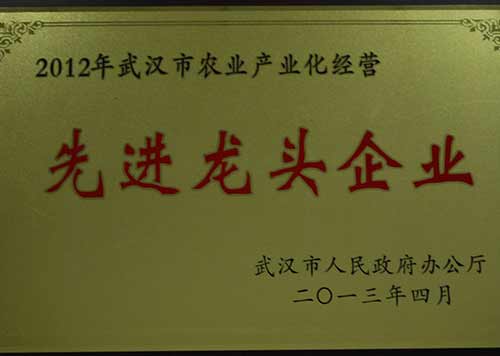 2012年武汉市农业产业化经营
先进龙头企业
武汉市人民政府办公厅
二〇一三年四月